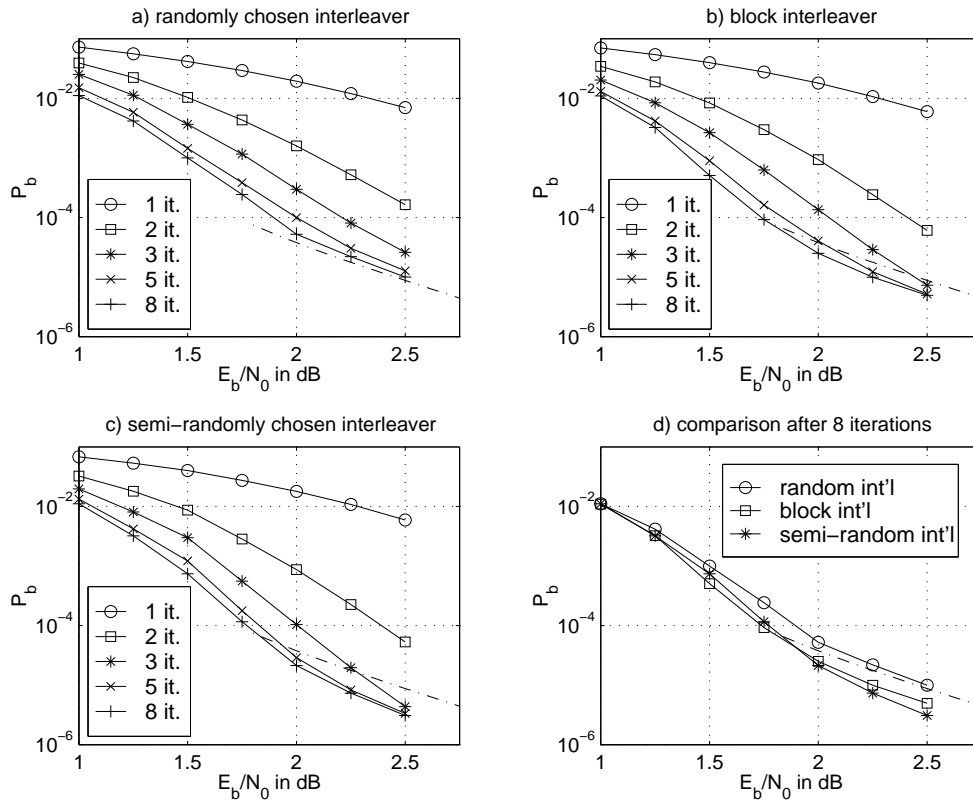 a) randomly chosen interleaver
10^-2
10^-4
10^-6
P_b
1 it.
2 it.
3 it.
5 it.
8 it.
1 1.5 2 2.5
E_b/N_0 in dB
b) block interleaver
10^-2
10^-4
10^-6
P_b
1 it.
2 it.
3 it.
5 it.
8 it.
1 1.5 2 2.5
E_b/N_0 in dB
c) semi-randomly chosen interleaver
10^-2
10^-4
10^-6
P_b
1 it.
2 it.
3 it.
5 it.
8 it.
1 1.5 2 2.5
E_b/N_0 in dB
d) comparison after 8 iterations
10^-2
10^-4
10^-6
P_b
random int'l
block int'l
semi-random int'l
1 1.5 2 2.5
E_b/N_0 in dB